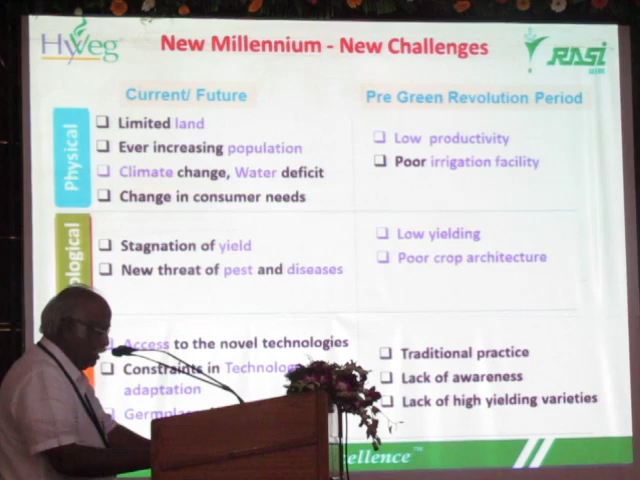 HyVeg
New Millennium - New Challenges
RASI
Current/ Future
Pre Green Revolution Period
Physical
❑ Limited land
❑ Ever increasing population
❑ Climate change, Water deficit
❑ Change in consumer needs
❑ Low productivity
❑ Poor irrigation facility
❑ Stagnation of yield
❑ New threat of pest and diseases
❑ Low yielding
❑ Poor crop architecture
Access to the novel technologies
❑ Constraints in
adaptation
❑ Traditional practice
❑ Lack of awareness
❑ Lack of high yielding varieties